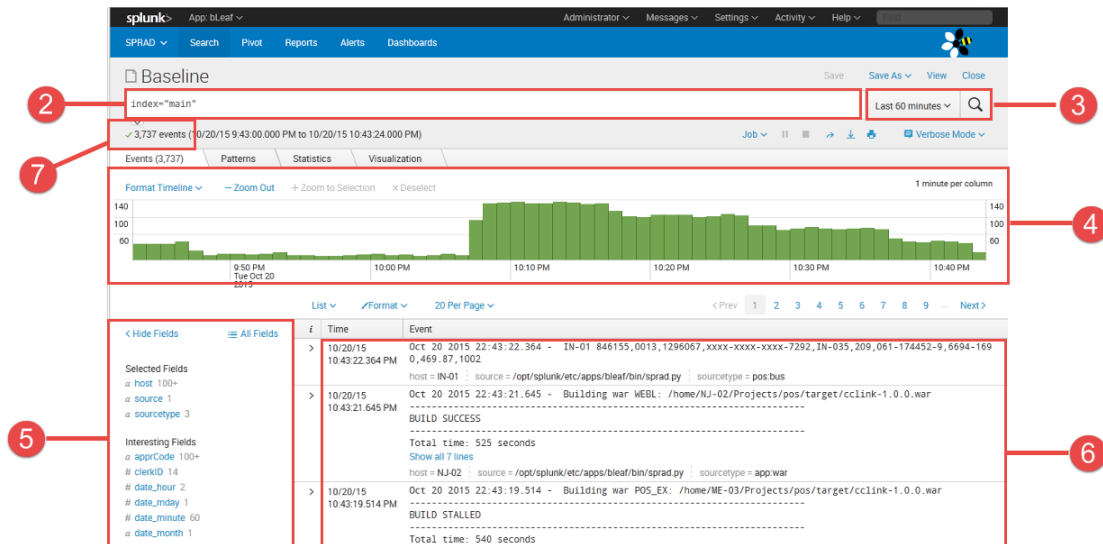 splunk> App: bLeaf Administrator Messages Settings Activity Help Find
SPRAD Search Pivot Reports Alerts Dashboards
Baseline Save Save As View Close
2 index="main" Last 60 minutes 3
✓ 3,737 events (10/20/15 9:43:00.000 PM to 10/20/15 10:43:24.000 PM) Job Verbose Mode
7 Events (3,737) Patterns Statistics Visualization
Format Timeline — Zoom Out + Zoom to Selection × Deselect 1 minute per column
140 140
100 100
4
60 60
9:50 PM 10:00 PM 10:10 PM 10:20 PM 10:30 PM 10:40 PM
Tue Oct 20
2015
List Format 20 Per Page < Prev 1 2 3 4 5 6 7 8 9 ... Next >
< Hide Fields All Fields i Time Event
> 10/20/15 Oct 20 2015 22:43:22.364 - IN-01 846155,0013,1296067,xxxx-xxxx-xxxx-7292,IN-035,209,061-174452-9,6694-169
10:43:22.364 PM 0,469.87,1002
Selected Fields
a host 100+ host = IN-01 source = /opt/splunk/etc/apps/bleaf/bin/sprad.py sourcetype = pos:bus
a source 1 > 10/20/15 Oct 20 2015 22:43:21.645 - Building war WEBL: /home/NJ-02/Projects/pos/target/cclink-1.0.0.war
10:43:21.645 PM ----------------------------------------------------------------------
a sourcetype 3 BUILD SUCCESS
----------------------------------------------------------------------
5 Interesting Fields Total time: 525 seconds 6
a apprCode 100+ Show all 7 lines
# clerkID 14 host = NJ-02 source = /opt/splunk/etc/apps/bleaf/bin/sprad.py sourcetype = app:war
# date_hour 2 > 10/20/15 Oct 20 2015 22:43:19.514 - Building war POS_EX: /home/ME-03/Projects/pos/target/cclink-1.0.0.war
# date_mday 1 10:43:19.514 PM ----------------------------------------------------------------------
# date_minute 60 BUILD STALLED
----------------------------------------------------------------------
a date_month 1 Total time: 540 seconds